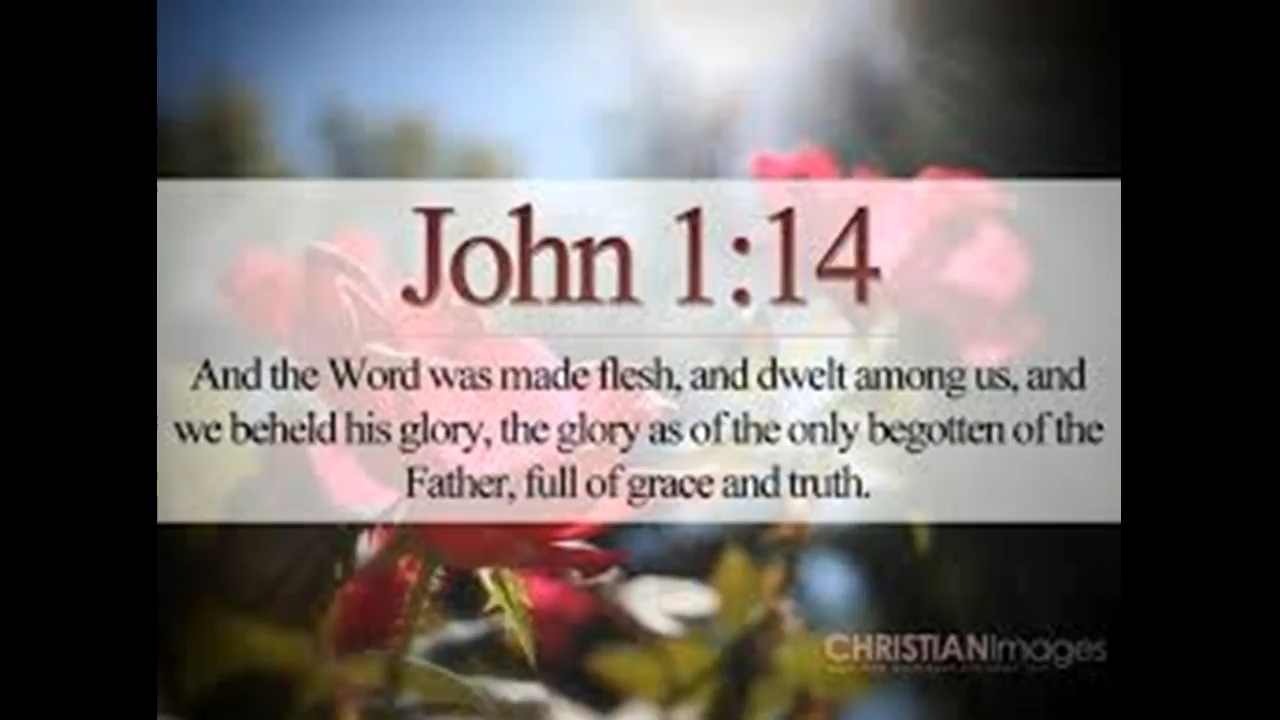 John 1:14
And the Word was made flesh, and dwelt among us, and
we beheld his glory, the glory as of the only begotten of the
Father, full of grace and truth.
CHRISTIANImages